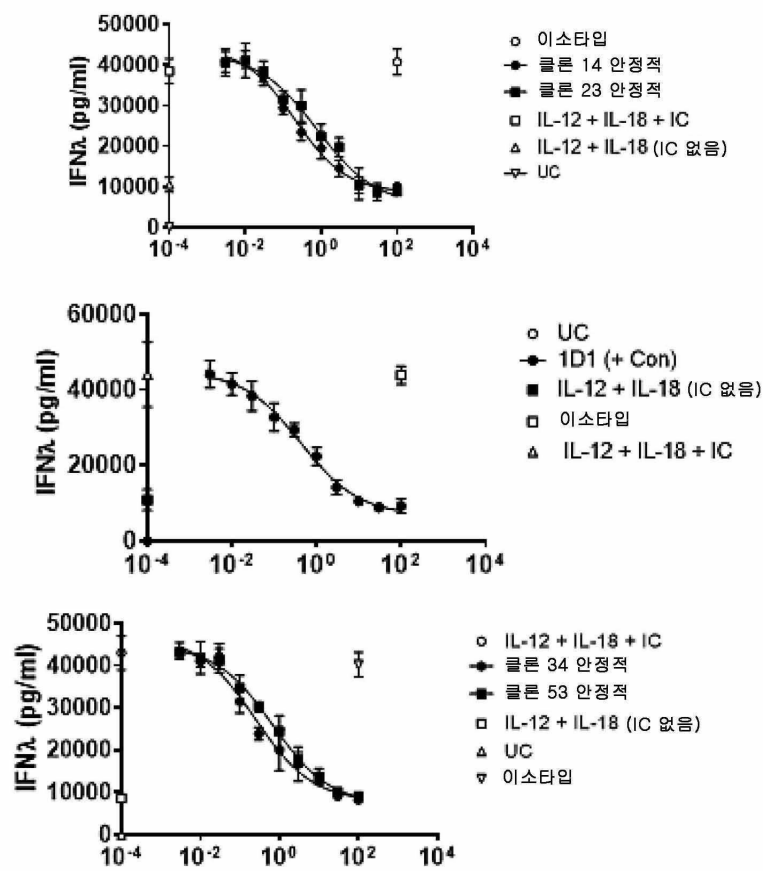 50000
40000
30000
20000
10000
0
IFNλ (pg/ml)
10⁻⁴ 10⁻² 10⁰ 10² 10⁴
이소타입
클론 14 안정적
클론 23 안정적
IL-12 + IL-18 + IC
IL-12 + IL-18 (IC 없음)
UC
60000
40000
20000
0
IFNλ (pg/ml)
10⁻⁴ 10⁻² 10⁰ 10² 10⁴
UC
1D1 (+ Con)
IL-12 + IL-18 (IC 없음)
이소타입
IL-12 + IL-18 + IC
50000
40000
30000
20000
10000
0
IFNλ (pg/ml)
10⁻⁴ 10⁻² 10⁰ 10² 10⁴
IL-12 + IL-18 + IC
클론 34 안정적
클론 53 안정적
IL-12 + IL-18 (IC 없음)
UC
이소타입